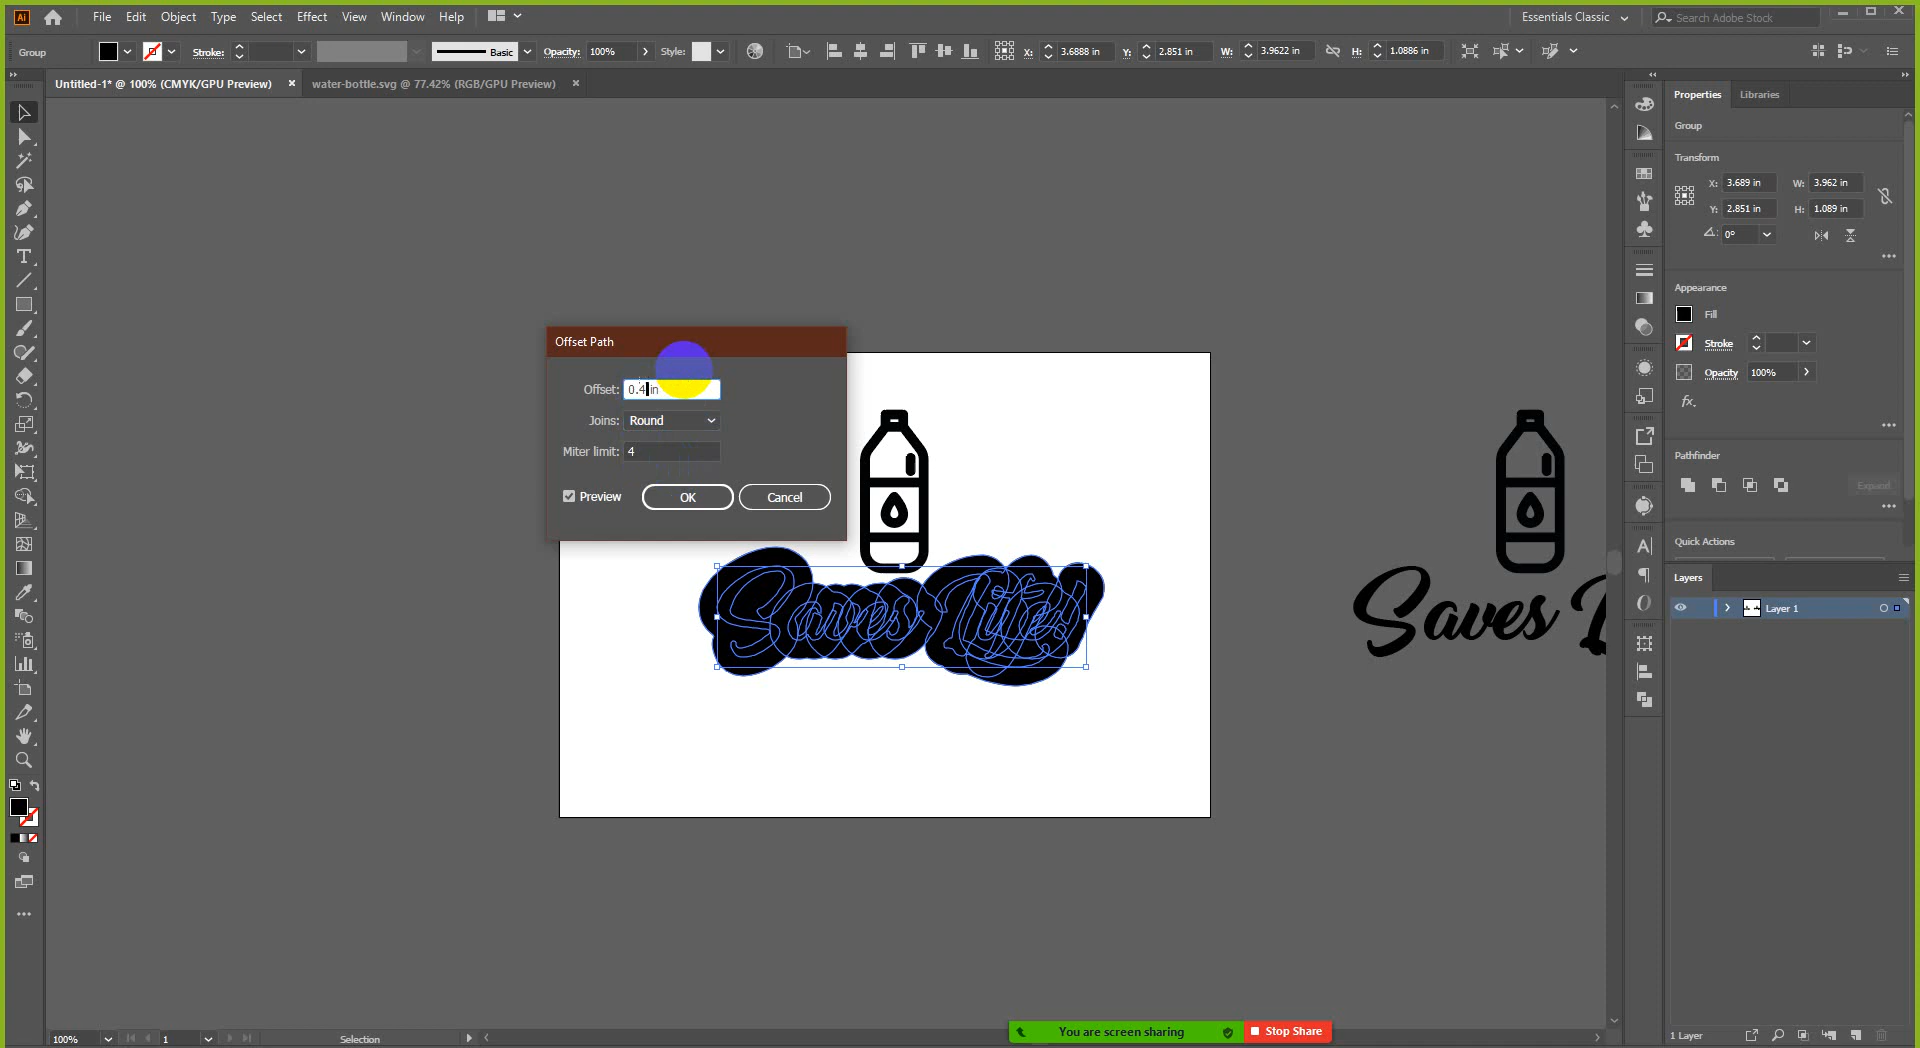 Ai File Edit Object Type Select Effect View Window Help Essentials Classic Search Adobe Stock
Group Stroke: Basic Opacity: 100% Style: X: 3.6888 in Y: 2.851 in W: 3.9622 in H: 1.0886 in
Untitled-1* @ 100% (CMYK/GPU Preview) × water-bottle.svg @ 77.42% (RGB/GPU Preview) ×
Properties Libraries
Group
Transform
X: 3.689 in W: 3.962 in
Y: 2.851 in H: 1.089 in
0°
Appearance
Fill
Stroke
Opacity 100%
fx.
Pathfinder
Expand
Quick Actions
Layers
Layer 1
Offset Path
Offset: 0.4 in
Joins: Round
Miter limit: 4
Preview OK Cancel
Saves Life!
Saves L
1 Layer
100% 1 Selection
You are screen sharing Stop Share